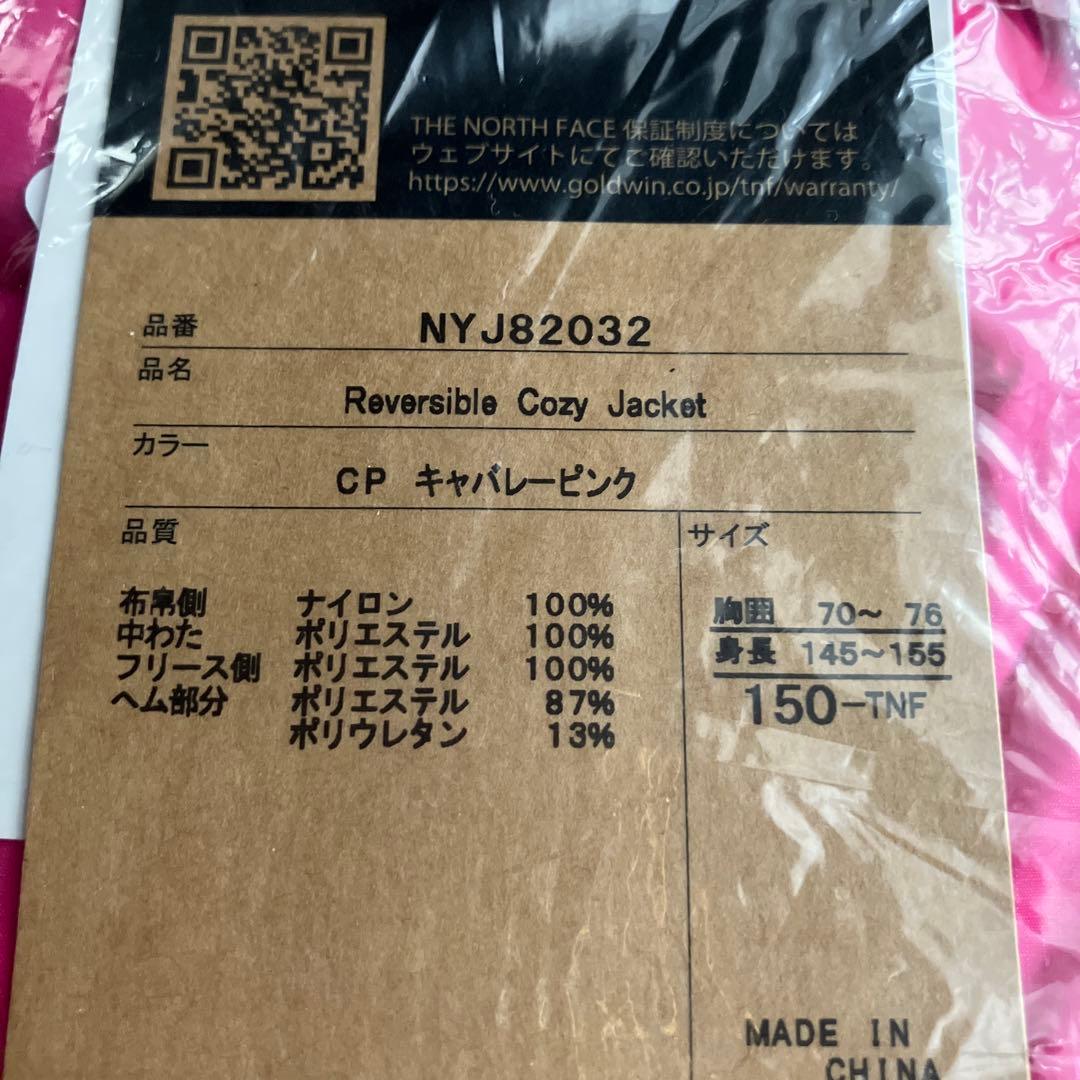 THE NORTH FACE 保証制度については
ウェブサイトにてご確認いただけます。
https://www.goldwin.co.jp/tnf/warranty/
品番 NYJ82032
品名
Reversible Cozy Jacket
カラー
CP キャバレーピンク
品質
布帛側 ナイロン 100%
中わた ポリエステル 100%
フリース側 ポリエステル 100%
ヘム部分 ポリエステル 87%
ポリウレタン 13%
サイズ
胸囲 70～ 76
身長 145～155
150-TNF
MADE IN
CHINA